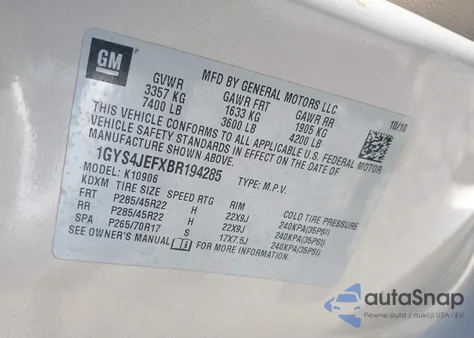 GM
MFD BY GENERAL MOTORS LLC
10/10
GVWR GAWR FRT GAWR RR
3357 KG 1633 KG 1905 KG
7400 LB 3600 LB 4200 LB
THIS VEHICLE CONFORMS TO ALL APPLICABLE U.S. FEDERAL MOTOR
VEHICLE SAFETY STANDARDS IN EFFECT ON THE DATE OF
MANUFACTURE SHOWN ABOVE.
1GYS4JEFXBR194285 TYPE: M.P.V.
MODEL: K10906
KDXM TIRE SIZE SPEED RTG RIM COLD TIRE PRESSURE
FRT P285/45R22 H 22X9J 240KPA(35PSI)
RR P285/45R22 H 22X9J 240KPA(35PSI)
SPA P265/70R17 S 17X7.5J 240KPA(35PSI)
SEE OWNER'S MANUAL FOR MORE INFORMATION.
autoSnap
Pewne auta z aukcji USA i EU